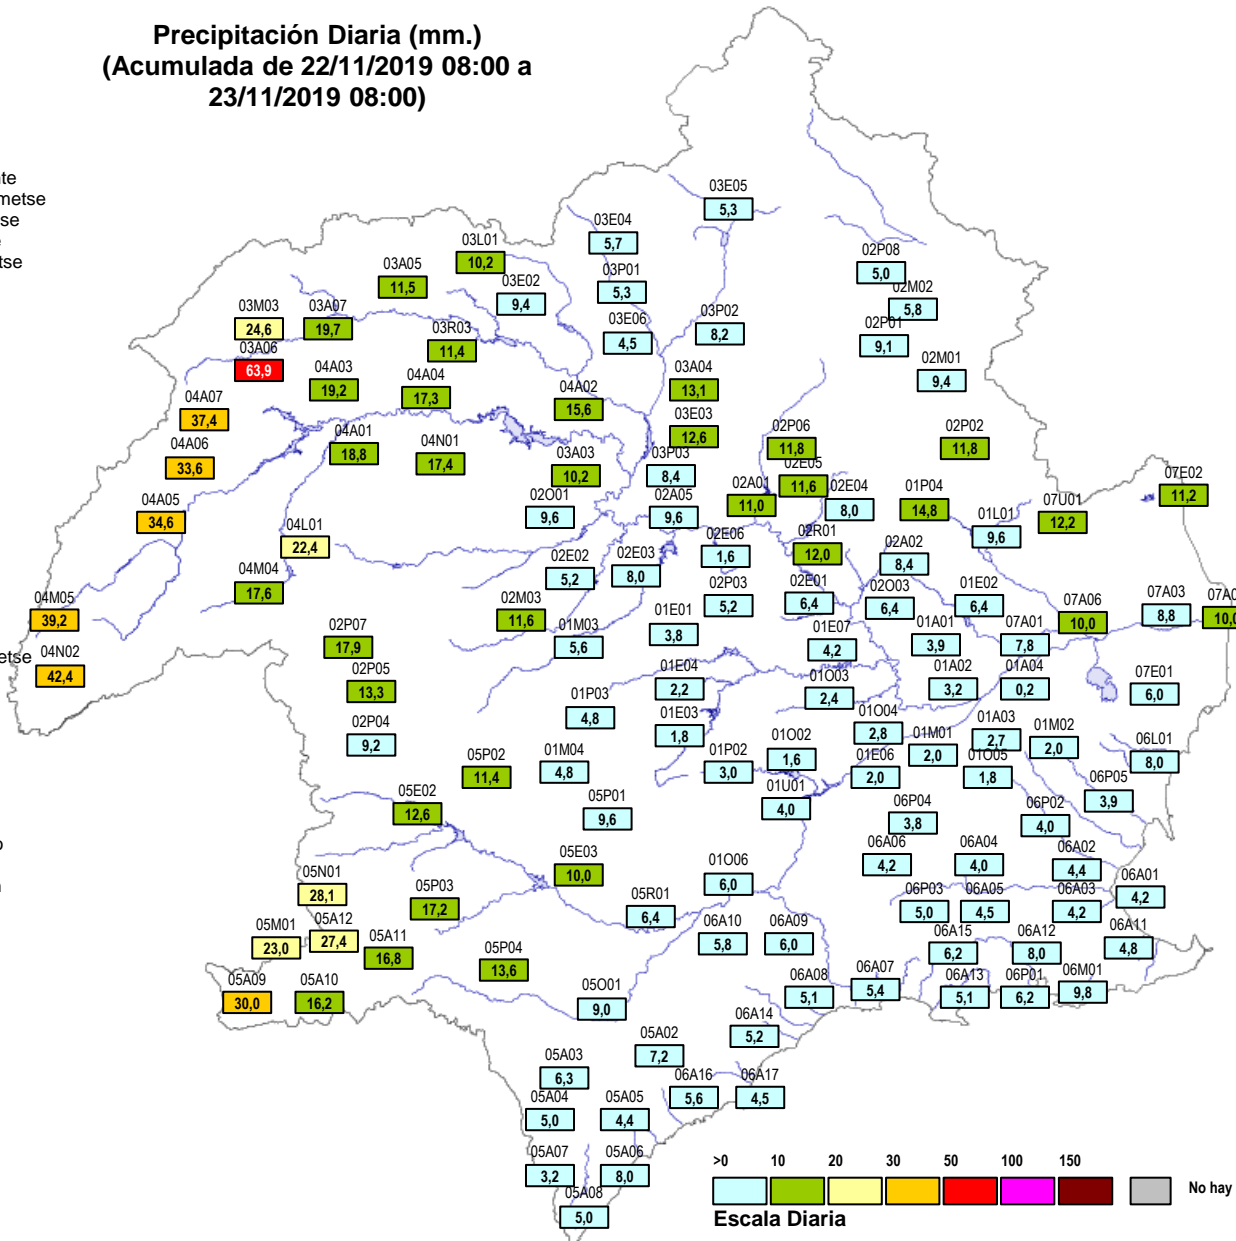 Precipitación Diaria (mm.)
(Acumulada de 22/11/2019 08:00 a
23/11/2019 08:00)
03E05
5,3
03E04
5,7
03L01
10,2
02P08
5,0
03A05
11,5
03P01
5,3
03E02
9,4
02M02
5,8
03M03
24,6
03A07
19,7
03E06
4,5
03P02
8,2
02P01
9,1
03R03
11,4
03A06
63,9
02M01
9,4
04A03
19,2
04A04
17,3
04A02
15,6
03A04
13,1
04A07
37,4
03E03
12,6
04A01
18,8
04N01
17,4
02P06
11,8
02P02
11,8
04A06
33,6
03A03
10,2
03P03
8,4
02E05
11,6
07E02
11,2
04A05
34,6
02O01
9,6
02A05
9,6
02A01
11,0
02E04
8,0
01P04
14,8
07U01
12,2
01L01
9,6
04L01
22,4
02E06
1,6
02R01
12,0
02A02
8,4
02E02
5,2
02E03
8,0
04M04
17,6
04M05
39,2
02M03
11,6
02P03
5,2
02E01
6,4
02O03
6,4
01E02
6,4
07A03
8,8
07A0
10,0
07A06
10,0
02P07
17,9
01M03
5,6
01E01
3,8
01E07
4,2
01A01
3,9
07A01
7,8
etse
04N02
42,4
02P05
13,3
01E04
2,2
01O03
2,4
01A02
3,2
01A04
0,2
07E01
6,0
01P03
4,8
02P04
9,2
01E03
1,8
01O04
2,8
01A03
2,7
01M02
2,0
01O02
1,6
01M01
2,0
06L01
8,0
05P02
11,4
01M04
4,8
01P02
3,0
01E06
2,0
01O05
1,8
05E02
12,6
05P01
9,6
01U01
4,0
06P04
3,8
06P05
3,9
06P02
4,0
05E03
10,0
01O06
6,0
06A06
4,2
06A04
4,0
06A02
4,4
05N01
28,1
05P03
17,2
05R01
6,4
06P03
5,0
06A05
4,5
06A03
4,2
06A01
4,2
05M01
23,0
05A12
27,4
05A11
16,8
06A10
5,8
06A09
6,0
06A15
6,2
06A12
8,0
06A11
4,8
05P04
13,6
05A09
30,0
05A10
16,2
05O01
9,0
06A08
5,1
06A07
5,4
06A13
5,1
06P01
6,2
06M01
9,8
05A02
7,2
06A14
5,2
05A03
6,3
06A16
5,6
06A17
4,5
05A04
5,0
05A05
4,4
05A07
3,2
05A06
8,0
05A08
5,0
>0 10 20 30 50 100 150
No hay
Escala Diaria